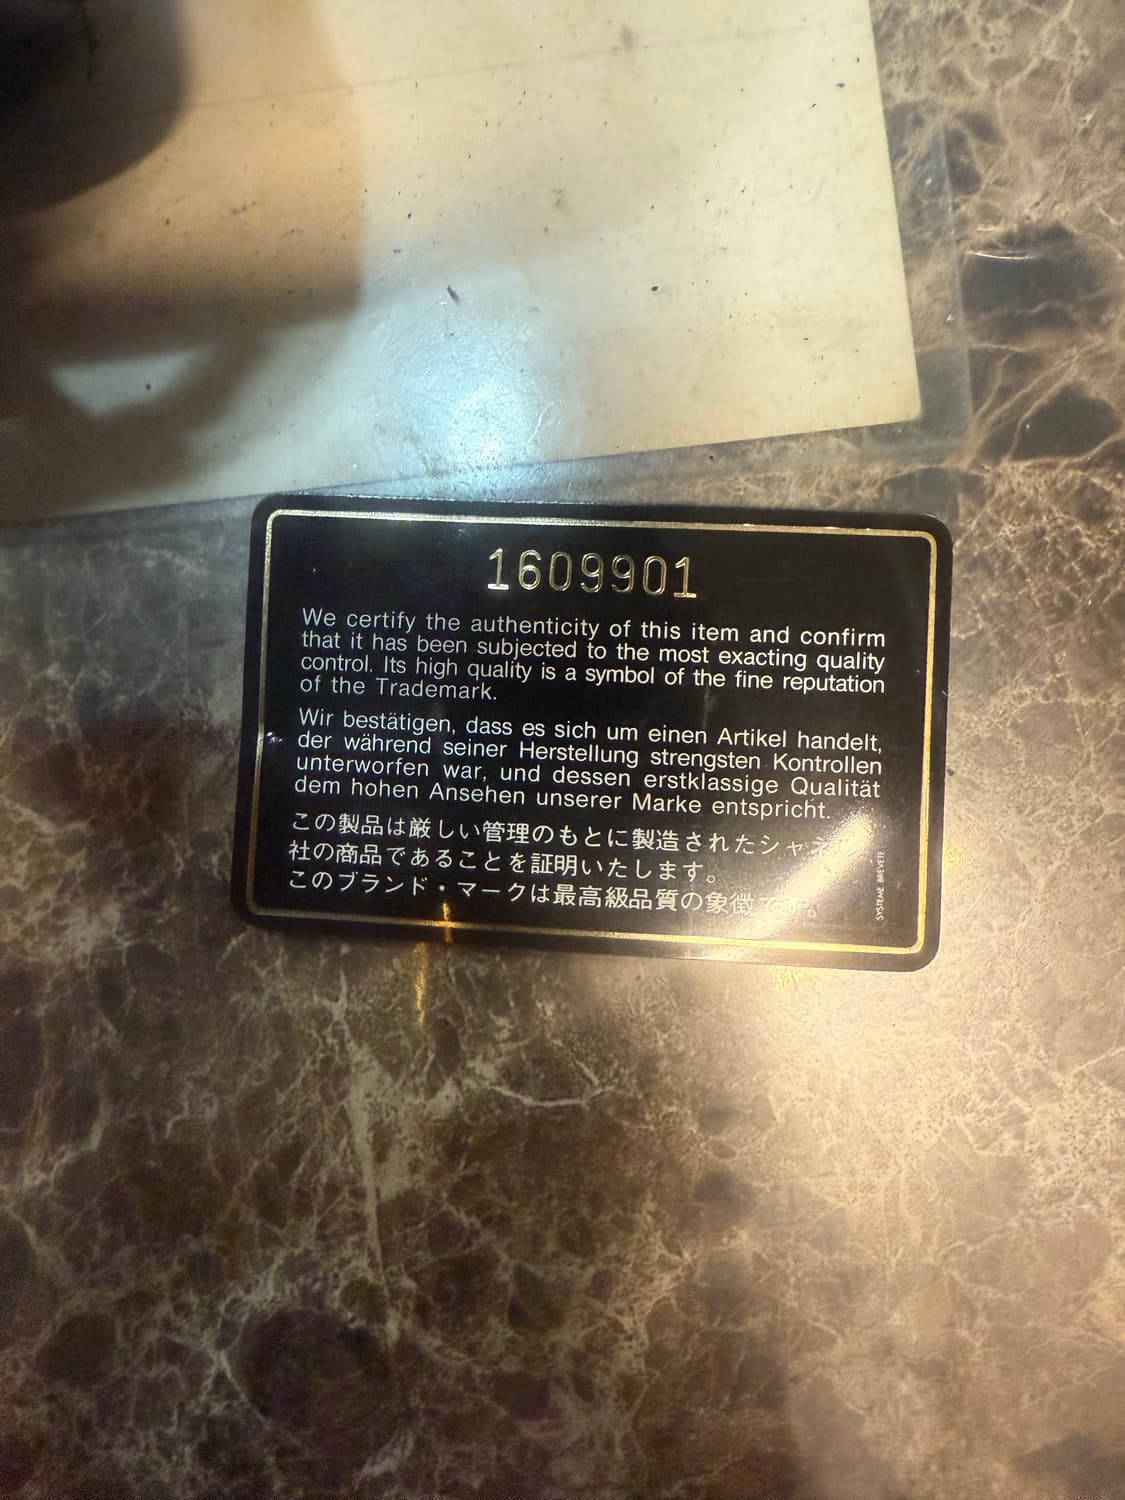 1609901
We certify the authenticity of this item and confirm
that it has been subjected to the most exacting quality
control. Its high quality is a symbol of the fine reputation
of the Trademark.
Wir bestätigen, dass es sich um einen Artikel handelt,
der während seiner Herstellung strengsten Kontrollen
unterworfen war, und dessen erstklassige Qualität
dem hohen Ansehen unserer Marke entspricht.
この製品は厳しい管理のもとに製造されたシャネ
社の商品であることを証明いたします。
このブランド・マークは最高級品質の象徴です。
SYSTEME BREVETE